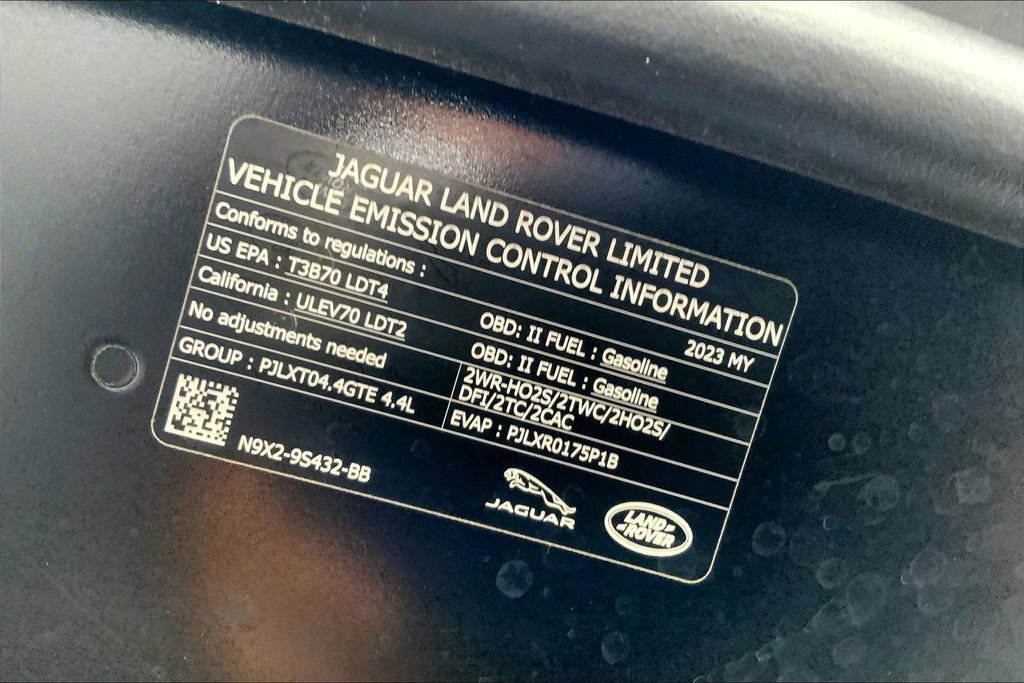 JAGUAR LAND ROVER LIMITED
VEHICLE EMISSION CONTROL INFORMATION
Conforms to regulations : 2023 MY
US EPA : T3B70 LDT4 OBD: II FUEL : Gasoline
California : ULEV70 LDT2 OBD: II FUEL : Gasoline
No adjustments needed
2WR-HO2S/2TWC/2HO2S/
DFI/2TC/2CAC
GROUP : PJLXT04.4GTE 4.4L EVAP : PJLXR0175P1B
N9X2-9S432-BB
JAGUAR
LAND-
-ROVER